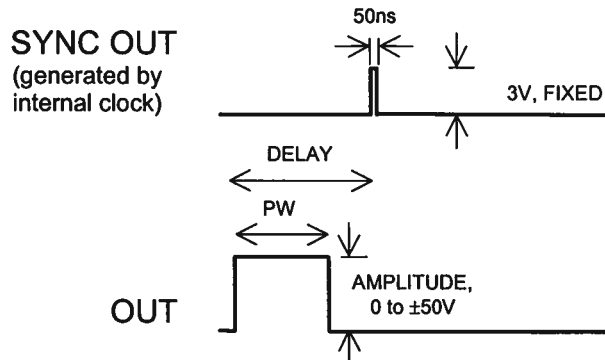 50ns
SYNC OUT
(generated by
internal clock)
3V, FIXED
DELAY
PW
AMPLITUDE,
0 to ±50V
OUT